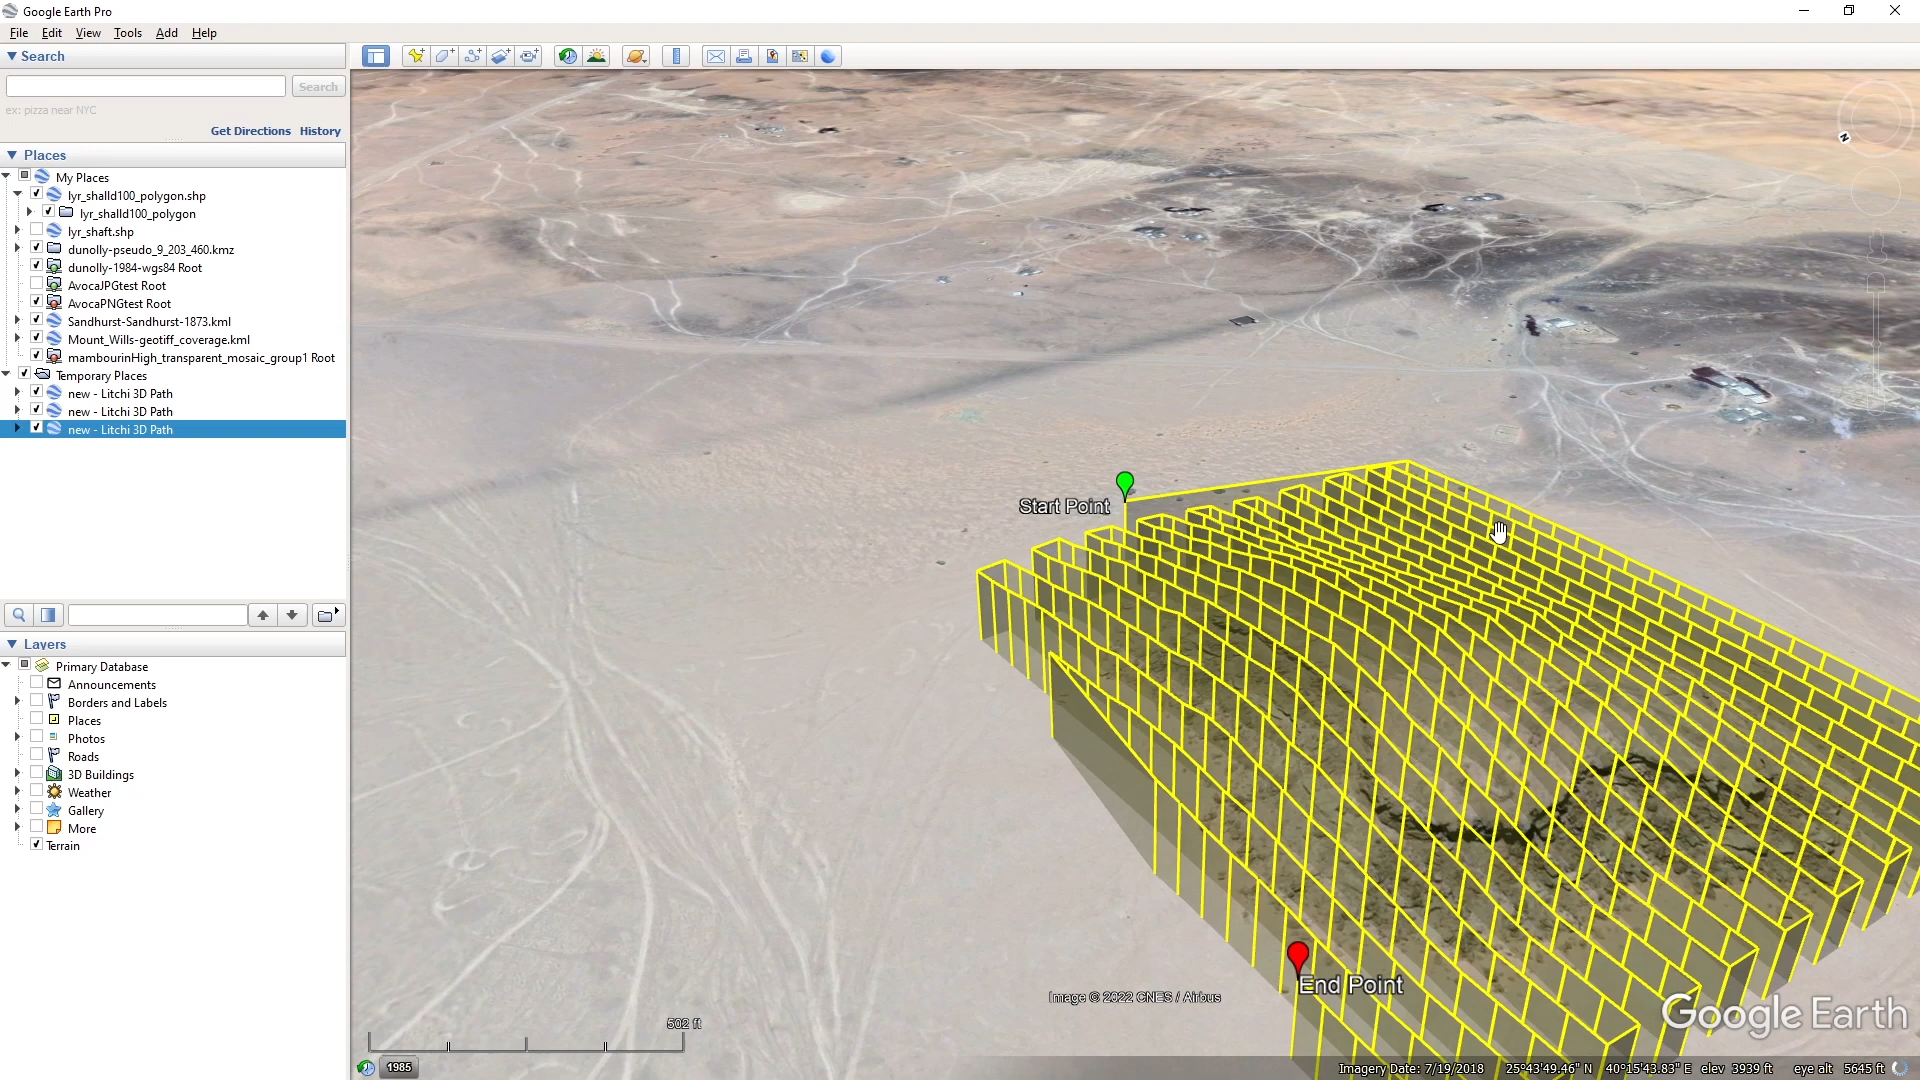 Google Earth Pro
File Edit View Tools Add Help
Search
Search
ex: pizza near NYC
Get Directions History
Places
My Places
lyr_shalld100_polygon.shp
lyr_shalld100_polygon
lyr_shaft.shp
dunolly-pseudo_9_203_460.kmz
dunolly-1984-wgs84 Root
AvocaJPGtest Root
AvocaPNGtest Root
Sandhurst-Sandhurst-1873.kml
Mount_Wills-geotiff_coverage.kml
mambourinHigh_transparent_mosaic_group1 Root
Temporary Places
new - Litchi 3D Path
new - Litchi 3D Path
new - Litchi 3D Path
Layers
Primary Database
Announcements
Borders and Labels
Places
Photos
Roads
3D Buildings
Weather
Gallery
More
Terrain
N
Start Point
End Point
Image © 2022 CNES / Airbus
Google Earth
502 ft
1985
Imagery Date: 7/19/2018 25°43'49.46" N 40°15'43.83" E elev 3939 ft eye alt 5645 ft